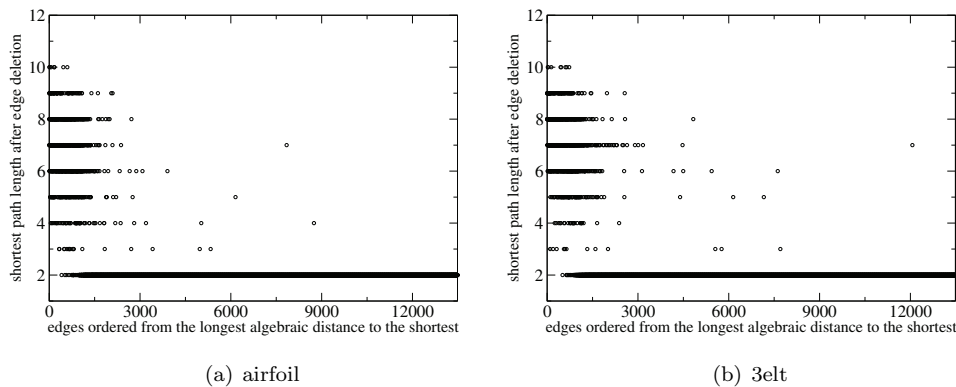 12
10
8
6
4
2
shortest path length after edge deletion
0 3000 6000 9000 12000
edges ordered from the longest algebraic distance to the shortest
(a) airfoil
12
10
8
6
4
2
shortest path length after edge deletion
0 3000 6000 9000 12000
edges ordered from the longest algebraic distance to the shortest
(b) 3elt